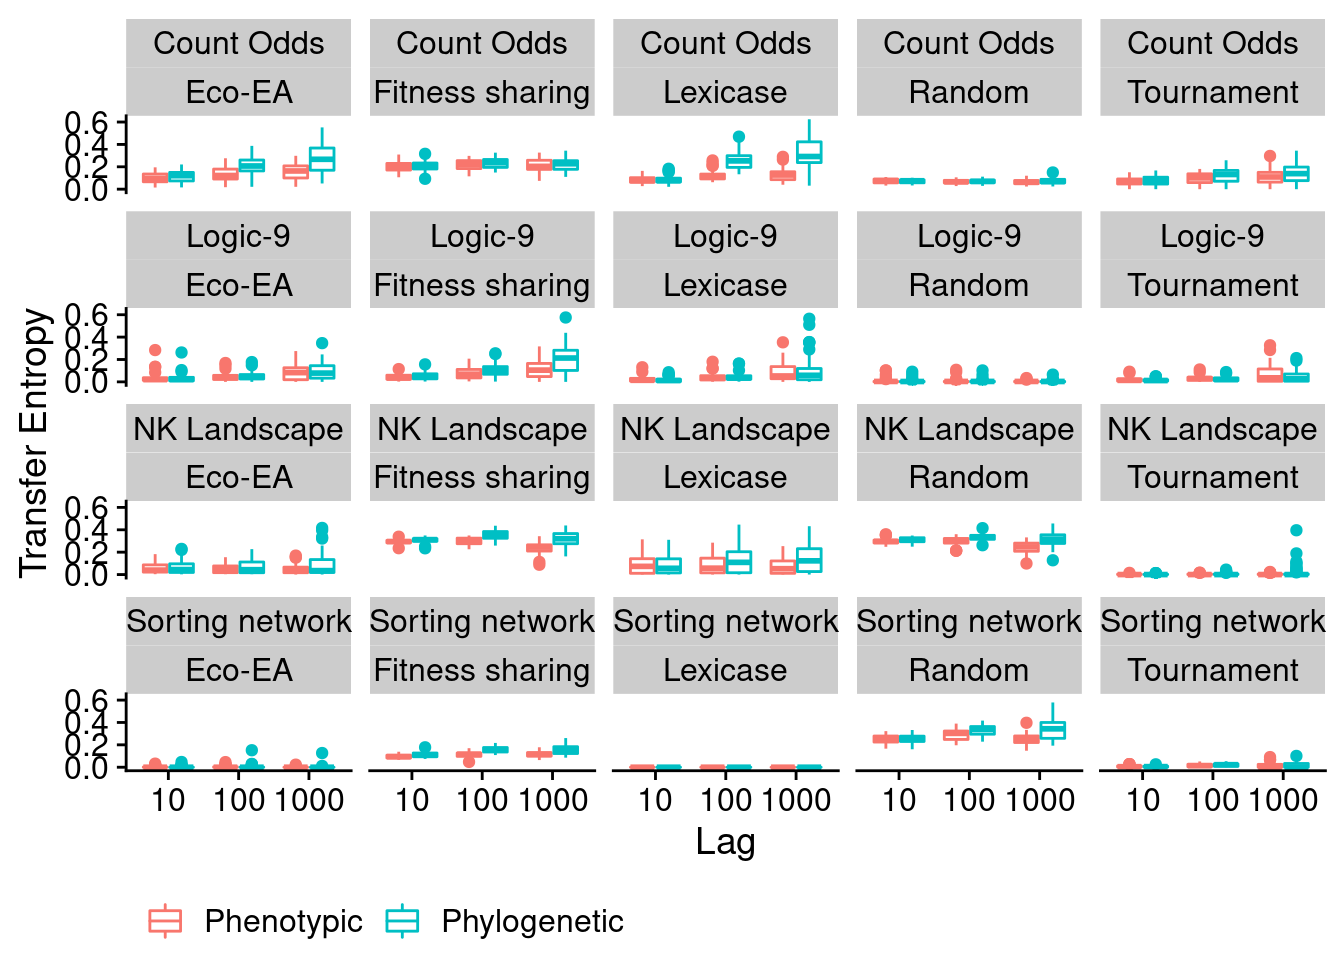 Count Odds Count Odds Count Odds Count Odds Count Odds
Eco-EA Fitness sharing Lexicase Random Tournament
0.6
0.4
0.2
0.0
Logic-9 Logic-9 Logic-9 Logic-9 Logic-9
Eco-EA Fitness sharing Lexicase Random Tournament
0.6
0.4
0.2
0.0
Transfer Entropy
NK Landscape NK Landscape NK Landscape NK Landscape NK Landscape
Eco-EA Fitness sharing Lexicase Random Tournament
0.6
0.4
0.2
0.0
Sorting network Sorting network Sorting network Sorting network Sorting network
Eco-EA Fitness sharing Lexicase Random Tournament
0.6
0.4
0.2
0.0
10 100 1000 10 100 1000 10 100 1000 10 100 1000 10 100 1000
Lag
Phenotypic Phylogenetic